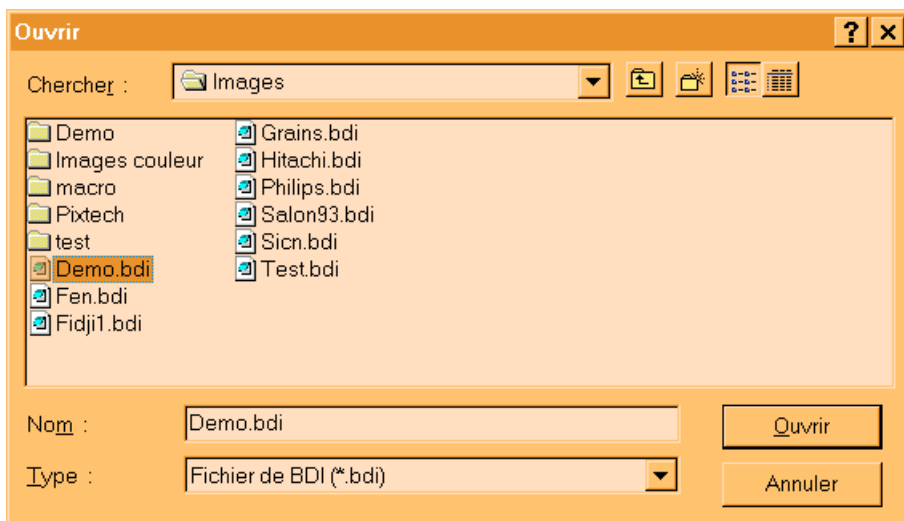 Ouvrir
Chercher : Images
Demo
Images couleur
macro
Pixtech
test
Demo.bdi
Fen.bdi
Fidji1.bdi
Grains.bdi
Hitachi.bdi
Philips.bdi
Salon93.bdi
Sicn.bdi
Test.bdi
Nom : Demo.bdi
Ouvrir
Type : Fichier de BDI (*.bdi)
Annuler